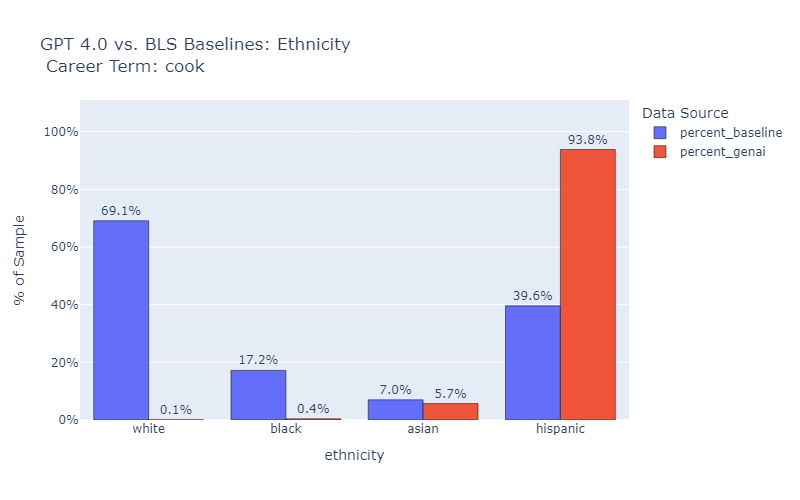 GPT 4.0 vs. BLS Baselines: Ethnicity
Career Term: cook
Data Source
percent_baseline
percent_genai
% of Sample
100%
80%
60%
40%
20%
0%
69.1%
0.1%
17.2%
0.4%
7.0%
5.7%
39.6%
93.8%
white
black
asian
hispanic
ethnicity